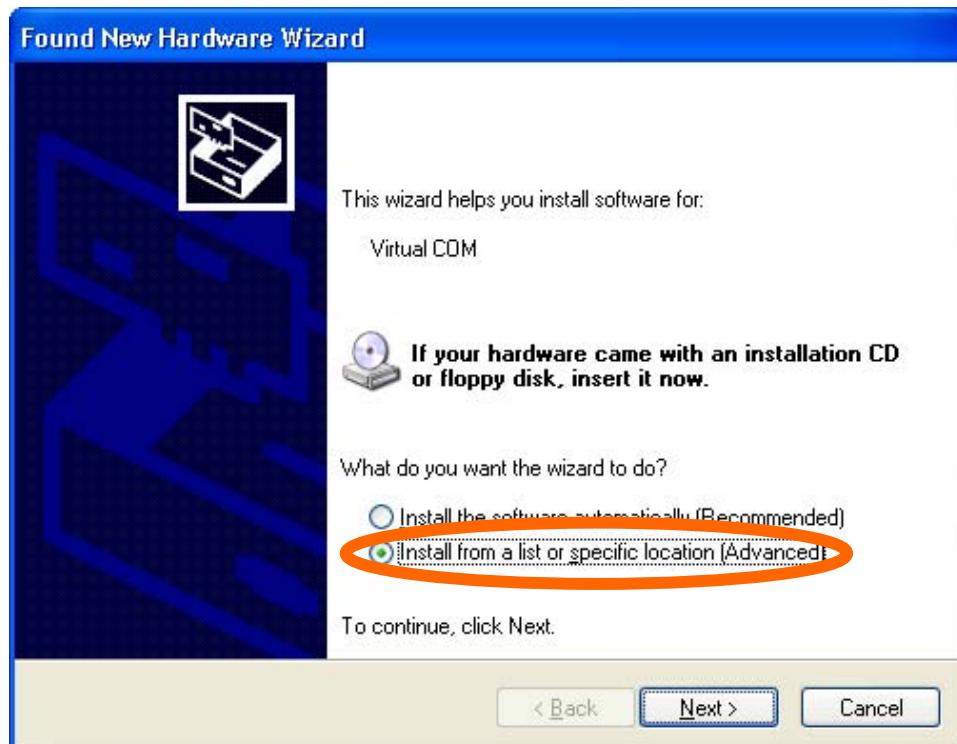 Found New Hardware Wizard
This wizard helps you install software for:
Virtual COM
If your hardware came with an installation CD
or floppy disk, insert it now.
What do you want the wizard to do?
Install the software automatically (Recommended)
Install from a list or specific location (Advanced)
To continue, click Next.
< Back
Next >
Cancel